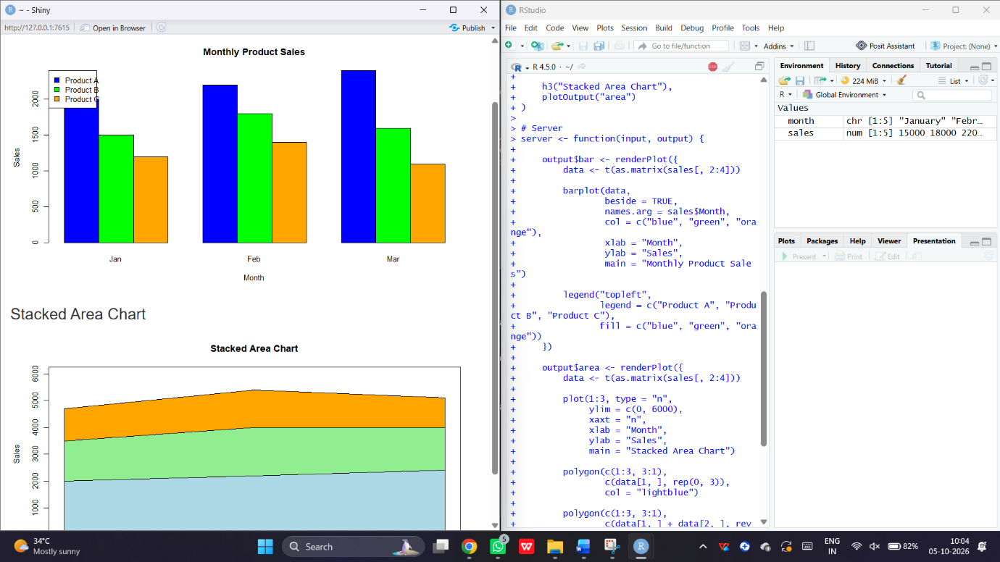 ~ - Shiny
http://127.0.0.1:7615
Open in Browser
Publish
Monthly Product Sales
Product A
Product B
Product C
2000
1500
1000
500
0
Sales
Jan
Feb
Mar
Month
Stacked Area Chart
Stacked Area Chart
6000
5000
4000
3000
2000
1000
Sales
RStudio
File Edit Code View Plots Session Build Debug Profile Tools Help
Go to file/function
Addins
Posit Assistant
Project: (None)
R 4.5.0 · ~/
+
+ h3("Stacked Area Chart"),
+ plotOutput("area")
+ )
>
> # Server
> server <- function(input, output) {
+
+ output$bar <- renderPlot({
+ data <- t(as.matrix(sales[, 2:4]))
+
+ barplot(data,
+ beside = TRUE,
+ names.arg = sales$Month,
+ col = c("blue", "green", "ora
nge"),
+ xlab = "Month",
+ ylab = "Sales",
+ main = "Monthly Product Sale
s")
+
+ legend("topleft",
+ legend = c("Product A", "Produ
ct B", "Product C"),
+ fill = c("blue", "green", "ora
nge"))
+ })
+
+ output$area <- renderPlot({
+ data <- t(as.matrix(sales[, 2:4]))
+
+ plot(1:3, type = "n",
+ ylim = c(0, 6000),
+ xaxt = "n",
+ xlab = "Month",
+ ylab = "Sales",
+ main = "Stacked Area Chart")
+
+ polygon(c(1:3, 3:1),
+ c(data[1, ], rep(0, 3)),
+ col = "lightblue")
+
+ polygon(c(1:3, 3:1),
+ c(data[1, ] + data[2, ], rev
Environment History Connections Tutorial
224 MiB
List
R
Global Environment
Values
month chr [1:5] "January" "Febr…
sales num [1:5] 15000 18000 220…
Plots Packages Help Viewer Presentation
Present
Print
Edit
34°C
Mostly sunny
Search
5
ENG
IN
82%
10:04
05-10-2026